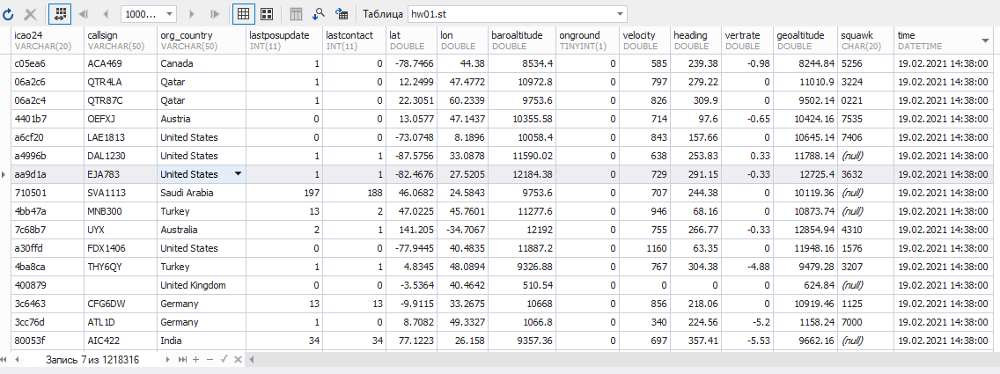 1000... Таблица hw01.st
icao24 callsign org_country lastposupdate lastcontact lat lon baroaltitude onground velocity heading vertrate geoaltitude squawk time
VARCHAR(20) VARCHAR(50) VARCHAR(50) INT(11) INT(11) DOUBLE DOUBLE DOUBLE TINYINT(1) DOUBLE DOUBLE DOUBLE DOUBLE CHAR(20) DATETIME
c05ea6 ACA469 Canada 1 0 -78.7466 44.38 8534.4 0 585 239.38 -0.98 8244.84 5256 19.02.2021 14:38:00
06a2c6 QTR4LA Qatar 1 0 12.2499 47.4772 10972.8 0 797 279.22 0 11010.9 3224 19.02.2021 14:38:00
06a2c4 QTR87C Qatar 1 0 22.3051 60.2339 9753.6 0 826 309.9 0 9502.14 0221 19.02.2021 14:38:00
4401b7 OEFXJ Austria 0 0 13.0577 47.1437 10355.58 0 714 97.6 -0.65 10424.16 7535 19.02.2021 14:38:00
a6cf20 LAE1813 United States 0 0 -73.0748 8.1896 10058.4 0 843 157.66 0 10645.14 7406 19.02.2021 14:38:00
a4996b DAL1230 United States 1 1 -87.5756 33.0878 11590.02 0 638 253.83 0.33 11788.14 (null) 19.02.2021 14:38:00
aa9d1a EJA783 United States 1 1 -82.4676 27.5205 12184.38 0 729 291.15 -0.33 12725.4 3632 19.02.2021 14:38:00
710501 SVA1113 Saudi Arabia 197 188 46.0682 24.5843 9753.6 0 707 244.38 0 10119.36 (null) 19.02.2021 14:38:00
4bb47a MNB300 Turkey 13 2 47.0225 45.7601 11277.6 0 946 68.16 0 10873.74 (null) 19.02.2021 14:38:00
7c68b7 UYX Australia 2 1 141.205 -34.7067 12192 0 755 266.77 -0.33 12854.94 4310 19.02.2021 14:38:00
a30ffd FDX1406 United States 0 0 -77.9445 40.4835 11887.2 0 1160 63.35 0 11948.16 1576 19.02.2021 14:38:00
4ba8ca THY6QY Turkey 1 1 4.8345 48.0894 9326.88 0 767 304.38 -4.88 9479.28 3207 19.02.2021 14:38:00
400879 United Kingdom 0 0 -3.5364 40.4642 510.54 0 0 0 0 624.84 (null) 19.02.2021 14:38:00
3c6463 CFG6DW Germany 13 13 -9.9115 33.2675 10668 0 856 218.06 0 10919.46 1125 19.02.2021 14:38:00
3cc76d ATL1D Germany 1 0 8.7082 49.3327 1066.8 0 340 224.56 -5.2 1158.24 7000 19.02.2021 14:38:00
80053f AIC422 India 34 34 77.1223 26.158 9357.36 0 697 357.41 -5.53 9662.16 (null) 19.02.2021 14:38:00
Запись 7 из 1218316